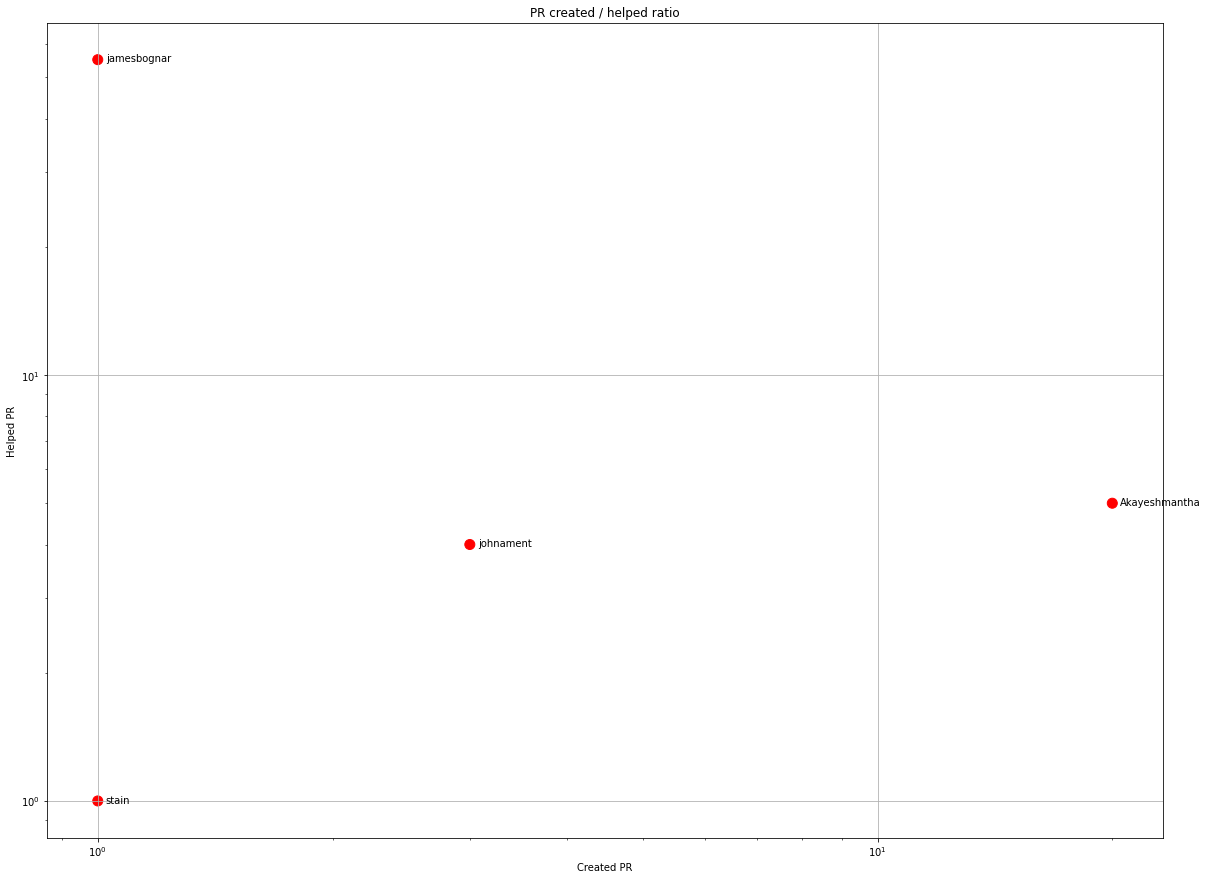 PR created / helped ratio
jamesbognar
10¹
Helped PR
Akayeshmantha
johnament
10⁰
stain
10⁰
10¹
Created PR